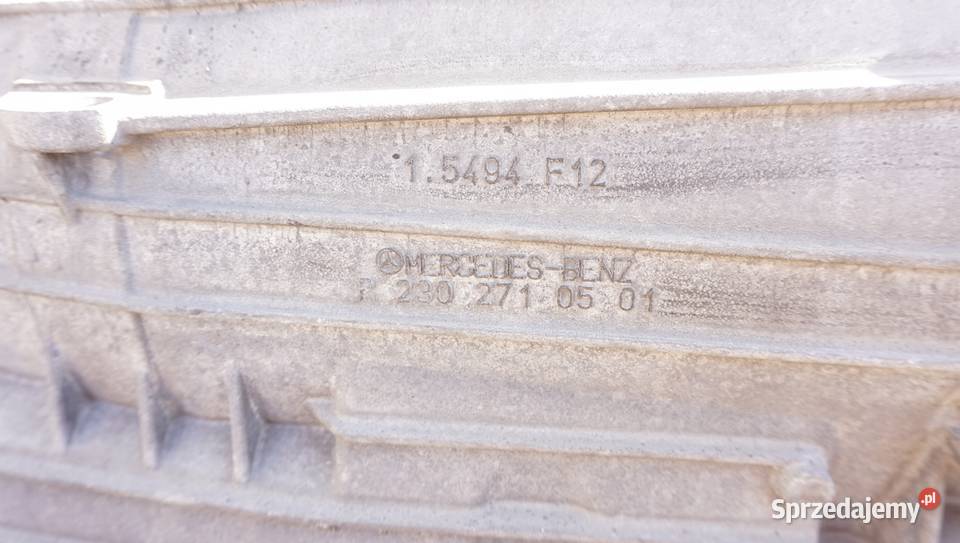 1.5494 F12
MERCEDES-BENZ
R 230 271 05 01
Sprzedajemy.pl